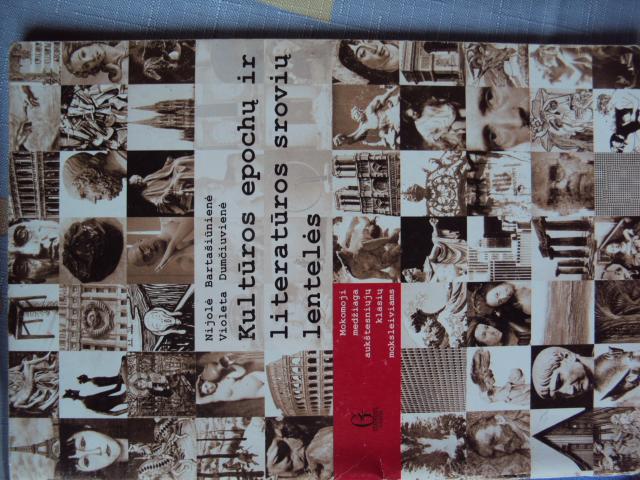 Nijolė Bartašiūnienė
Violeta Dumčiuvienė
Kultūros epochų ir
literatūros srovių
lentelės
Mokomoji
medžiaga
aukštesniųjų
klasių
moksleiviams